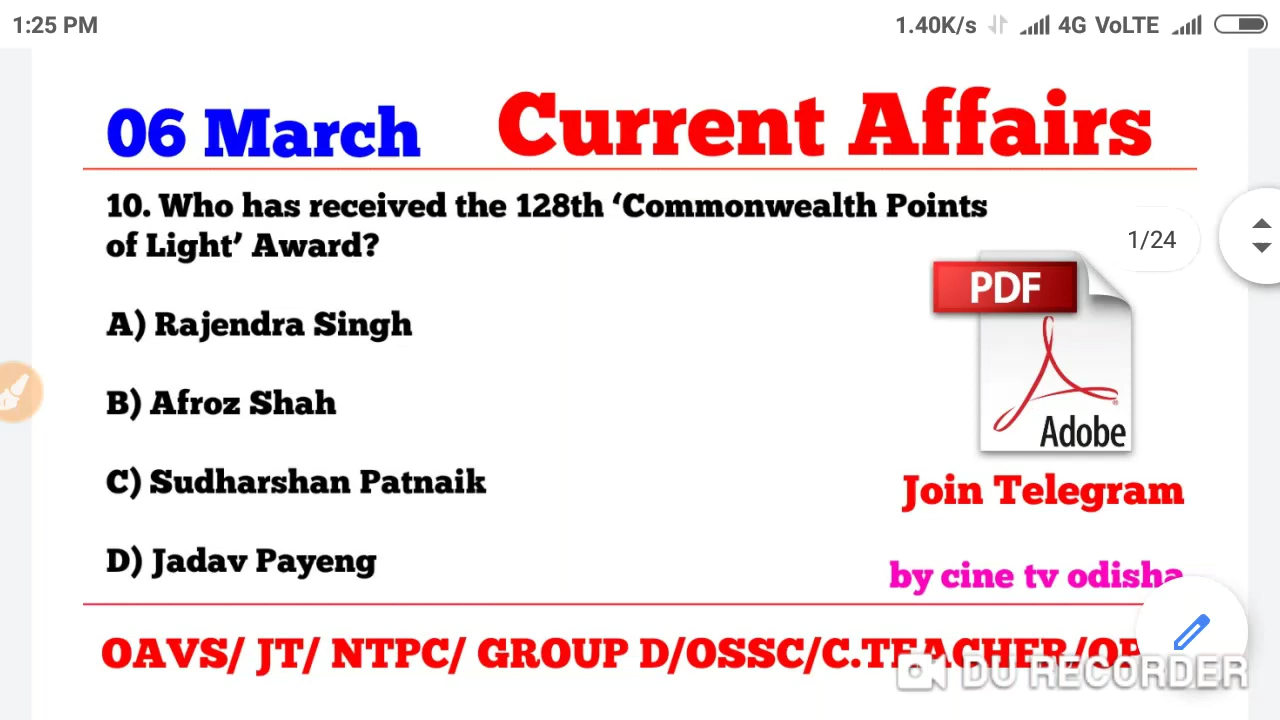 1:25 PM
1.40K/s 4G VoLTE
06 March Current Affairs
10. Who has received the 128th ‘Commonwealth Points
of Light’ Award?
1/24
PDF
A) Rajendra Singh
B) Afroz Shah
Adobe
C) Sudharshan Patnaik
Join Telegram
D) Jadav Payeng
by cine tv odisha
OAVS/ JT/ NTPC/ GROUP D/OSSC/C.TEACHER/OP
DU RECORDER